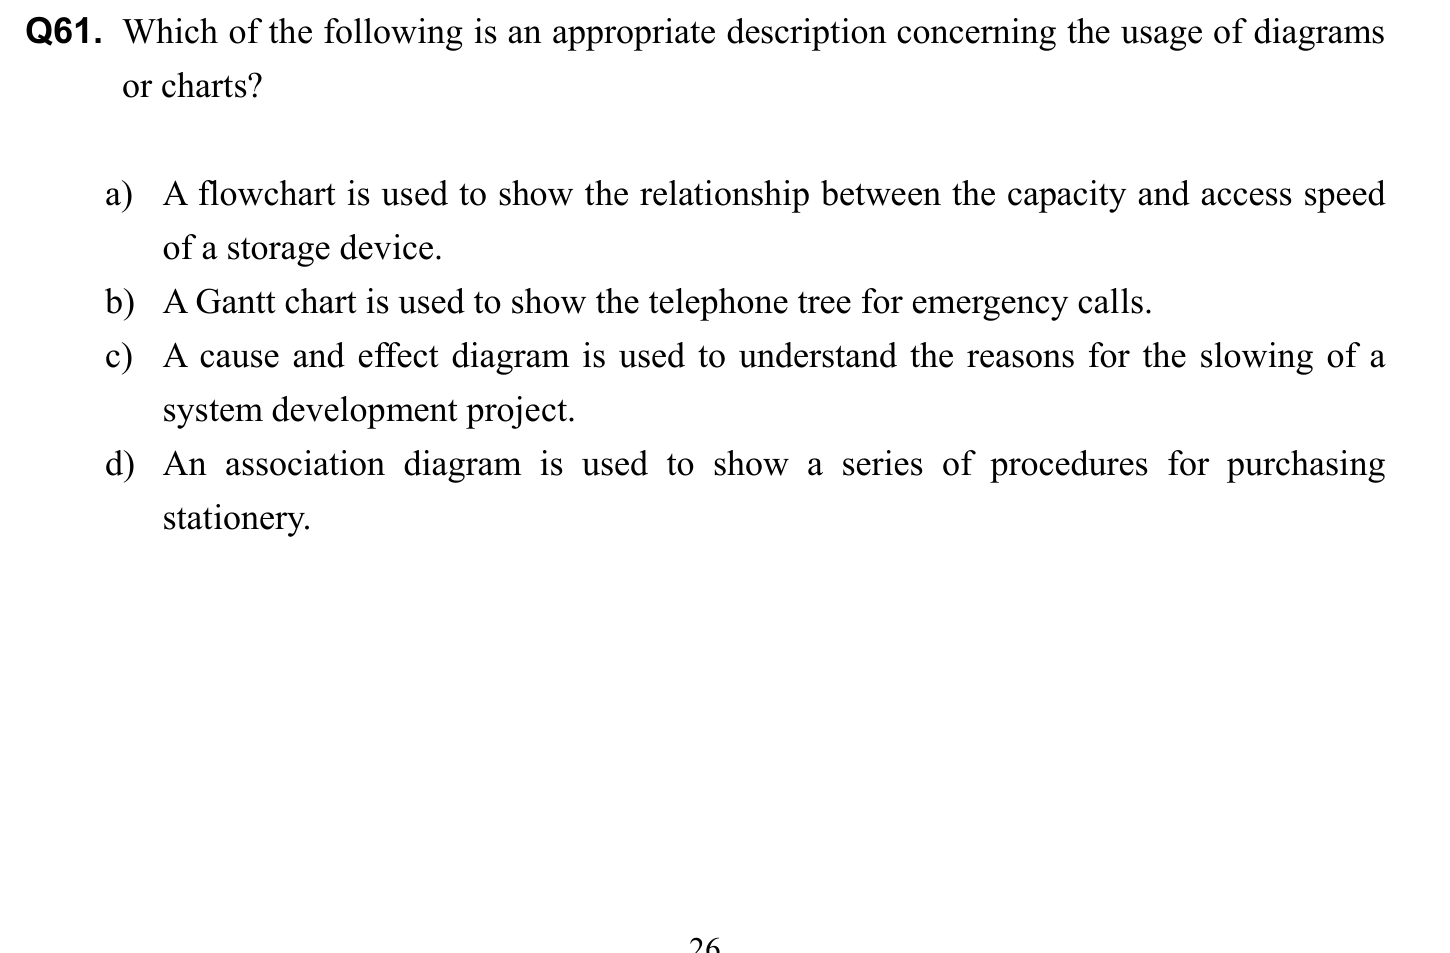 Q61. Which of the following is an appropriate description concerning the usage of diagrams
or charts?
a) A flowchart is used to show the relationship between the capacity and access speed
of a storage device.
b) A Gantt chart is used to show the telephone tree for emergency calls.
c) A cause and effect diagram is used to understand the reasons for the slowing of a
system development project.
d) An association diagram is used to show a series of procedures for purchasing
stationery.
26